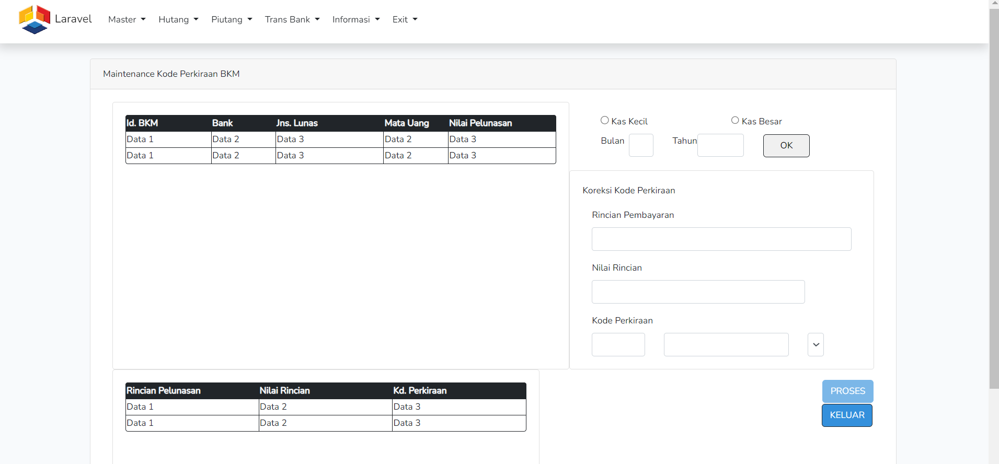 Laravel Master Hutang Piutang Trans Bank Informasi Exit
Maintenance Kode Perkiraan BKM
Id. BKM Bank Jns. Lunas Mata Uang Nilai Pelunasan
Data 1 Data 2 Data 3 Data 2 Data 3
Data 1 Data 2 Data 3 Data 2 Data 3
Kas Kecil Kas Besar
Bulan Tahun OK
Koreksi Kode Perkiraan
Rincian Pembayaran
Nilai Rincian
Kode Perkiraan
Rincian Pelunasan Nilai Rincian Kd. Perkiraan
Data 1 Data 2 Data 3
Data 1 Data 2 Data 3
PROSES
KELUAR